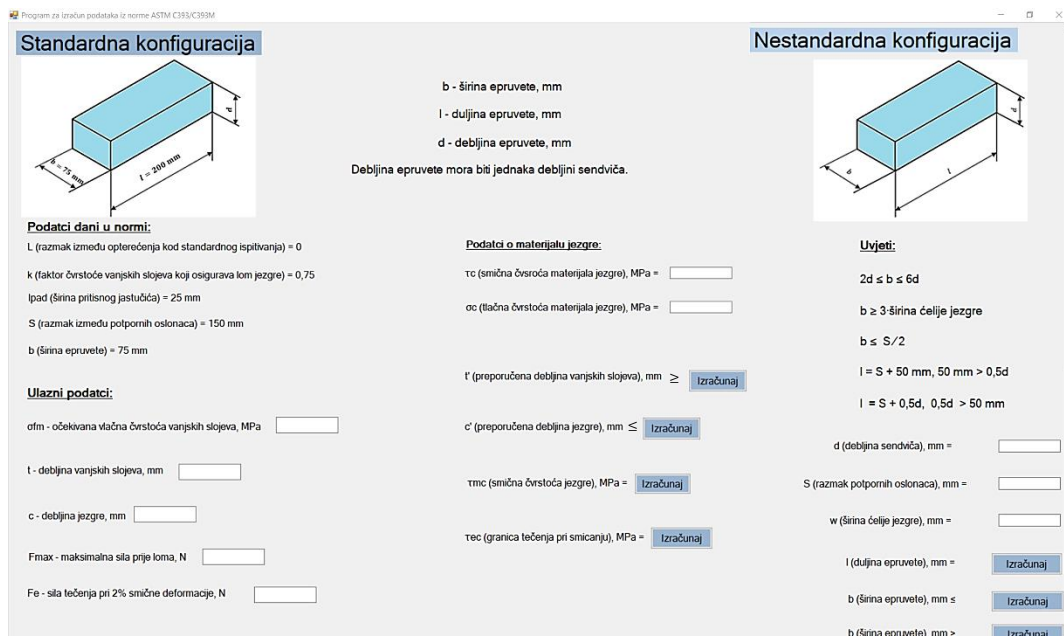 Program za izračun podataka iz norme ASTM C393/C393M
Standardna konfiguracija
b = 75 mm
l = 200 mm
d
b - širina epruvete, mm
l - duljina epruvete, mm
d - debljina epruvete, mm
Debljina epruvete mora biti jednaka debljini sendviča.
Nestandardna konfiguracija
b
l
d
Podatci dani u normi:
L (razmak između opterećenja kod standardnog ispitivanja) = 0
k (faktor čvrstoće vanjskih slojeva koji osigurava lom jezgre) = 0,75
lpad (širina pritisnog jastučića) = 25 mm
S (razmak između potpornih oslonaca) = 150 mm
b (širina epruvete) = 75 mm
Ulazni podatci:
σfm - očekivana vlačna čvrstoća vanjskih slojeva, MPa
t - debljina vanjskih slojeva, mm
c - debljina jezgre, mm
Fmax - maksimalna sila prije loma, N
Fe - sila tečenja pri 2% smične deformacije, N
Podatci o materijalu jezgre:
τc (smična čvsroća materijala jezgre), MPa =
σc (tlačna čvrstoća materijala jezgre), MPa =
t' (preporučena debljina vanjskih slojeva), mm ≥ Izračunaj
c' (preporučena debljina jezgre), mm ≤ Izračunaj
τmc (smična čvrstoća jezgre), MPa = Izračunaj
τec (granica tečenja pri smicanju), MPa = Izračunaj
Uvjeti:
2d ≤ b ≤ 6d
b ≥ 3·širina ćelije jezgre
b ≤ S/2
l = S + 50 mm, 50 mm > 0,5d
l = S + 0,5d, 0,5d > 50 mm
d (debljina sendviča), mm =
S (razmak potpornih oslonaca), mm =
w (širina ćelije jezgre), mm =
l (duljina epruvete), mm = Izračunaj
b (širina epruvete), mm ≤ Izračunaj
b (širina epruvete), mm ≥ Izračunaj